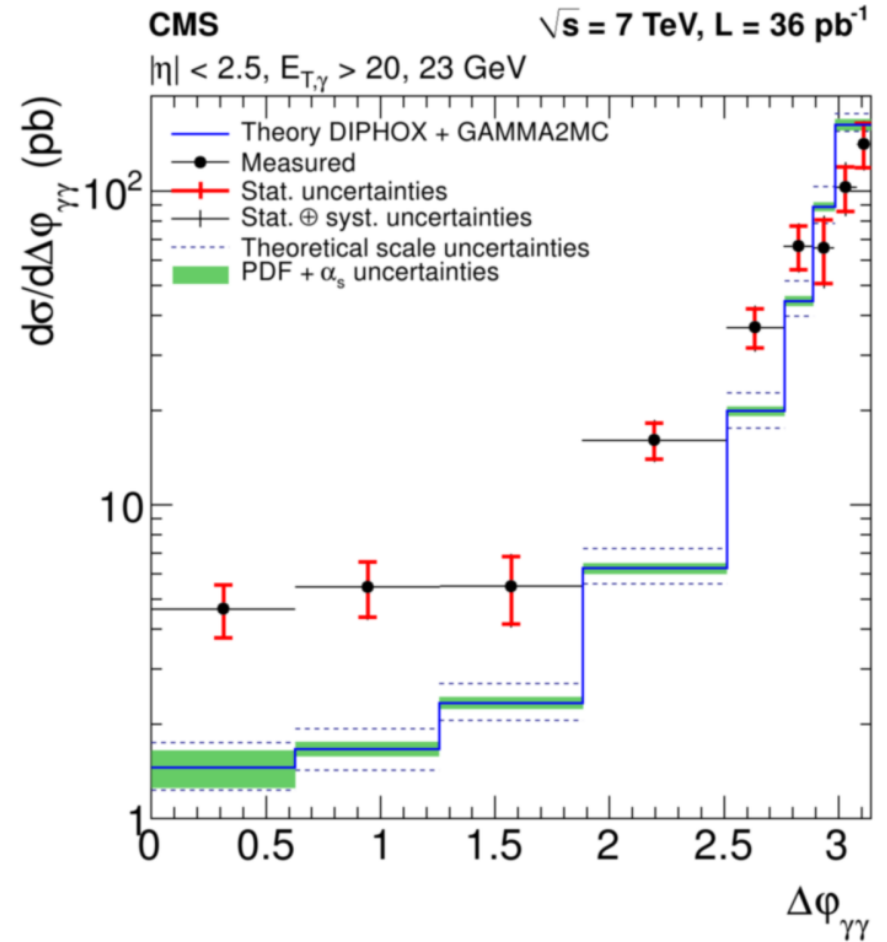 CMS √s = 7 TeV, L = 36 pb⁻¹
|η| < 2.5, E_T,γ > 20, 23 GeV
dσ/dΔφ_γγ (pb)
Theory DIPHOX + GAMMA2MC
Measured
Stat. uncertainties
Stat. ⊕ syst. uncertainties
Theoretical scale uncertainties
PDF + α_s uncertainties
10²
10
1
0 0.5 1 1.5 2 2.5 3
Δφ_γγ